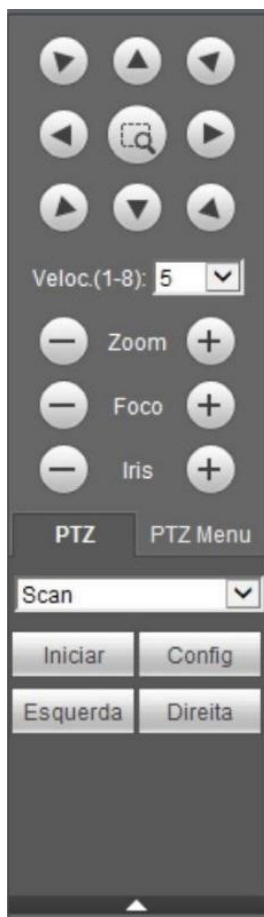 Veloc.(1-8): 5
Zoom
Foco
Iris
PTZ PTZ Menu
Scan
Iniciar Config
Esquerda Direita